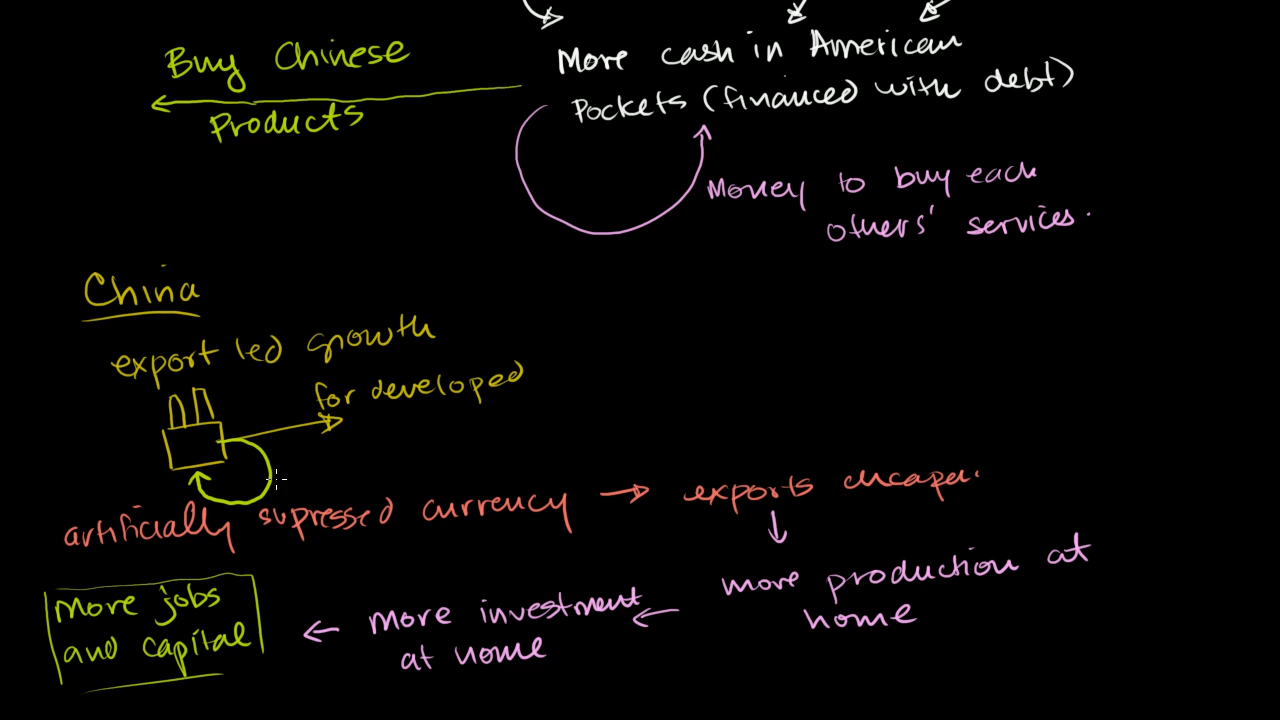 Buy Chinese
Products
More cash in American
Pockets (financed with debt)
Money to buy each
others' services.
China
export led growth
for developed
artificially supressed currency → exports cheaper.
↓
more production at
home
← More investment ←
at home
More jobs
and capital